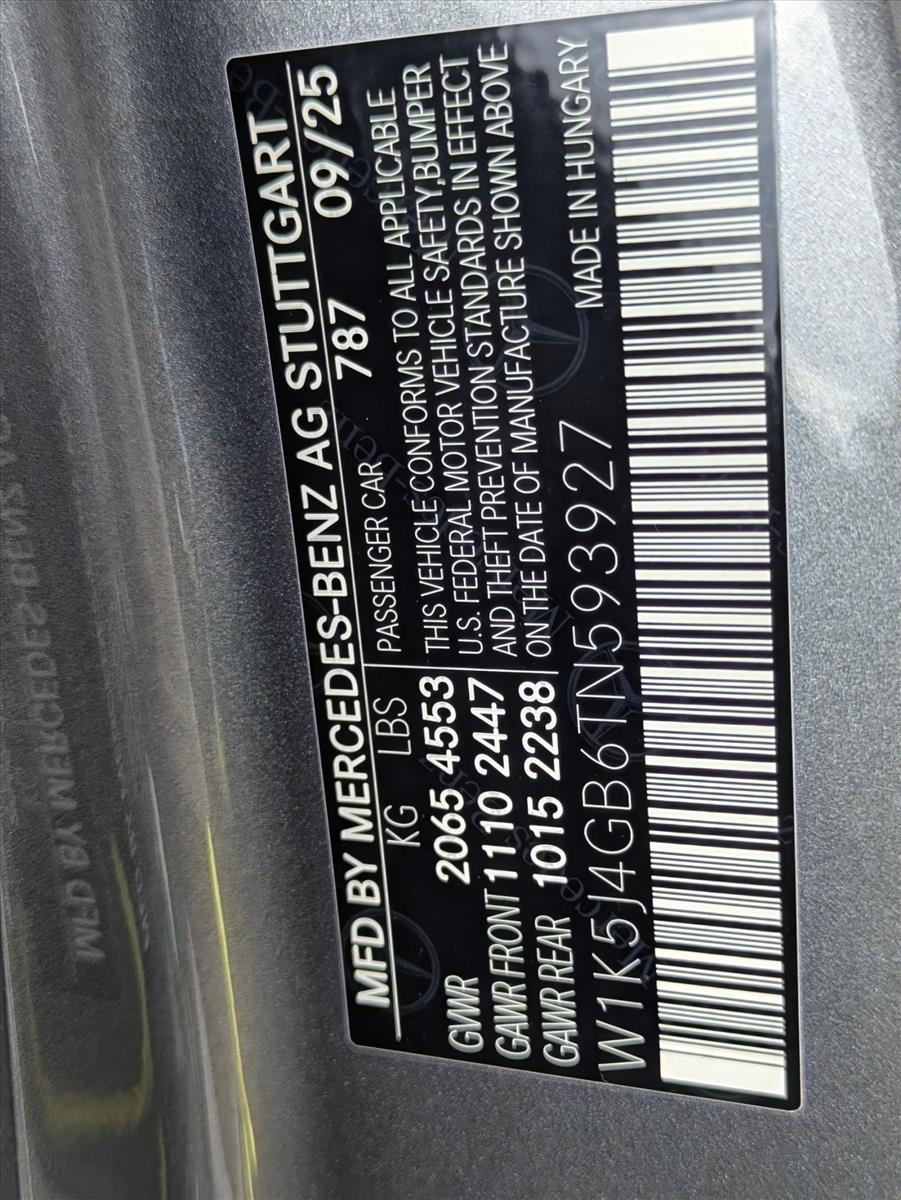 MFD BY MERCEDES-BENZ AG STUTTGART
KG LBS 787 09/25
PASSENGER CAR
GVWR 2065 4553
GAWR FRONT 1110 2447
GAWR REAR 1015 2238
THIS VEHICLE CONFORMS TO ALL APPLICABLE
U.S. FEDERAL MOTOR VEHICLE SAFETY,BUMPER
AND THEFT PREVENTION STANDARDS IN EFFECT
ON THE DATE OF MANUFACTURE SHOWN ABOVE
MADE IN HUNGARY
W1K5J4GB6TN593927